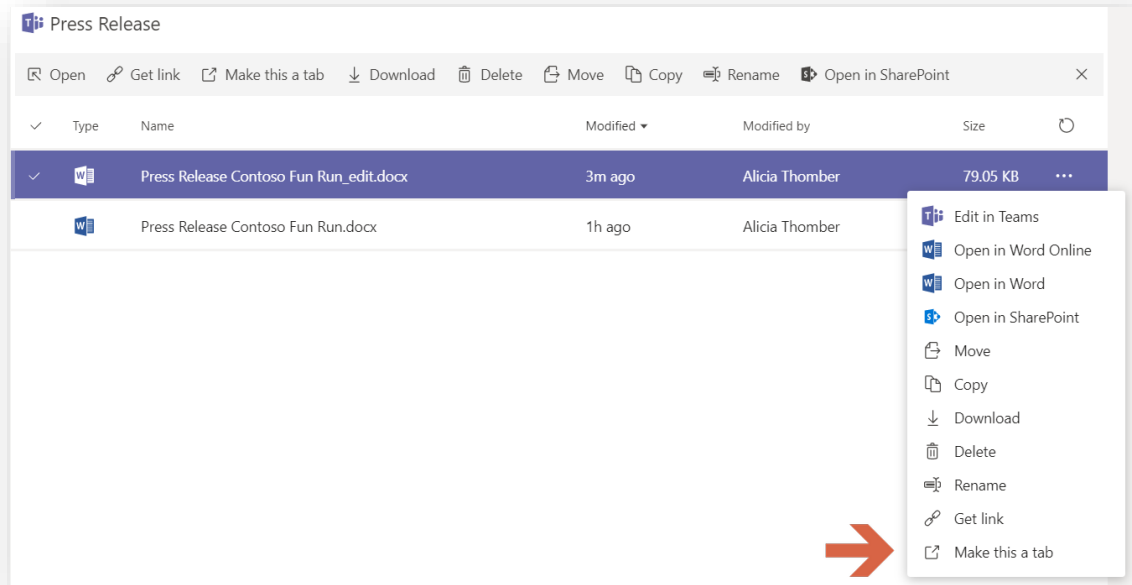 Press Release
Open Get link Make this a tab Download Delete Move Copy Rename Open in SharePoint
Type Name Modified Modified by Size
Press Release Contoso Fun Run_edit.docx 3m ago Alicia Thomber 79.05 KB
Press Release Contoso Fun Run.docx 1h ago Alicia Thomber
Edit in Teams
Open in Word Online
Open in Word
Open in SharePoint
Move
Copy
Download
Delete
Rename
Get link
Make this a tab